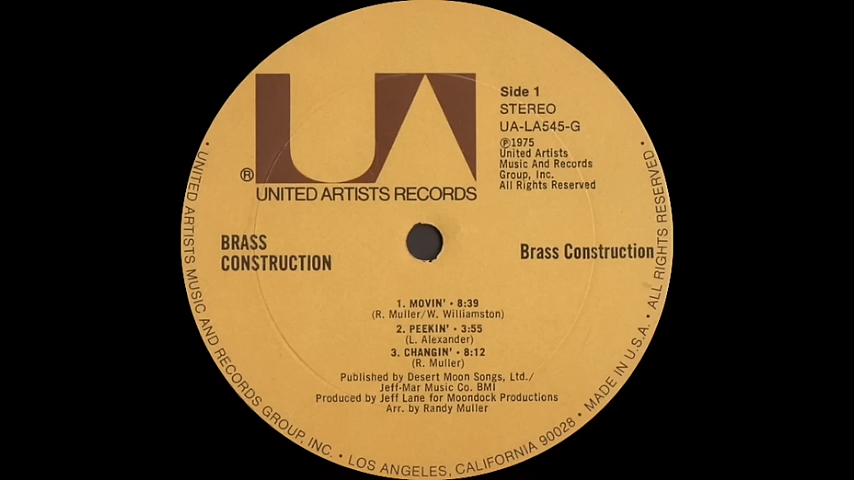 UA
Side 1
STEREO
UA-LA545-G
Ⓟ1975
United Artists
Music And Records
Group, Inc.
All Rights Reserved
®
UNITED ARTISTS RECORDS
BRASS
CONSTRUCTION
Brass Construction
1. MOVIN' • 8:39
(R. Muller/W. Williamston)
2. PEEKIN' • 3:55
(L. Alexander)
3. CHANGIN' • 8:12
(R. Muller)
Published by Desert Moon Songs, Ltd./
Jeff-Mar Music Co. BMI
Produced by Jeff Lane for Moondock Productions
Arr. by Randy Muller
• UNITED ARTISTS MUSIC AND RECORDS GROUP, INC. • LOS ANGELES, CALIFORNIA 90028 • MADE IN U.S.A. • ALL RIGHTS RESERVED •